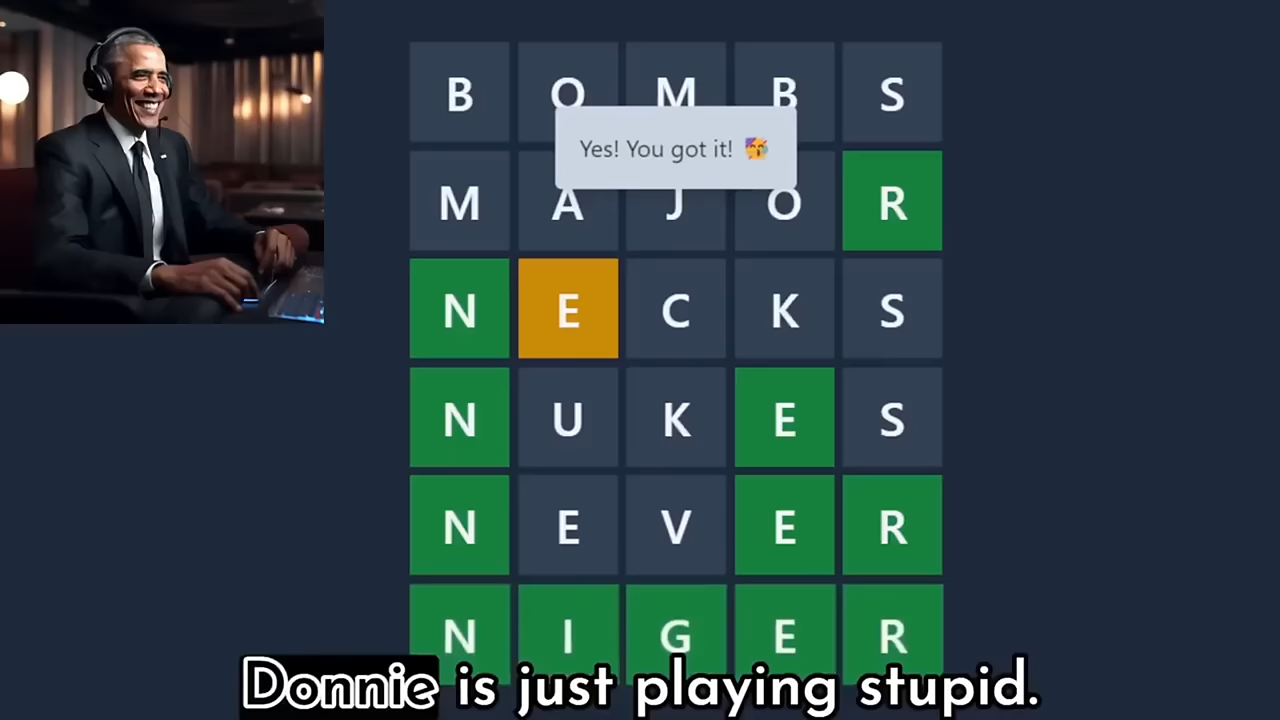 BOMBS
Yes! You got it! 🥳
MAJOR
NECKS
NUKES
NEVER
NIGER
Donnie is just playing stupid.